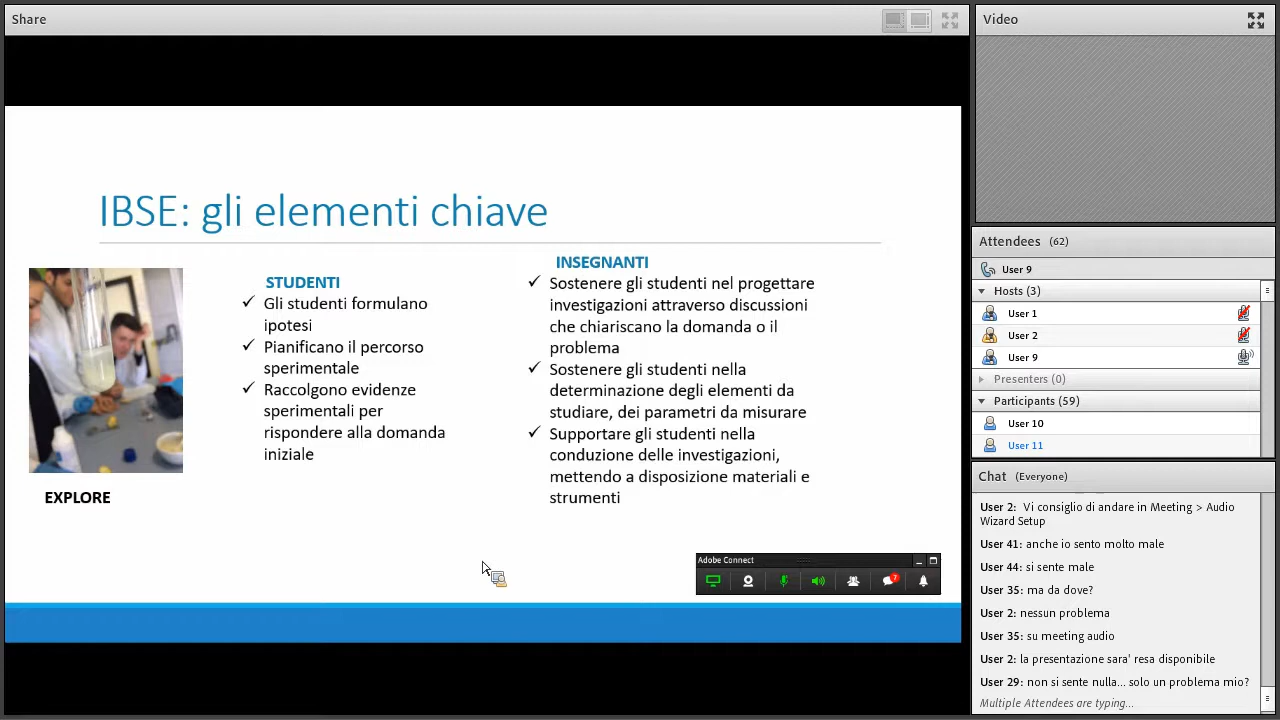 Share
IBSE: gli elementi chiave
STUDENTI
Gli studenti formulano
ipotesi
Pianificano il percorso
sperimentale
Raccolgono evidenze
sperimentali per
rispondere alla domanda
iniziale
EXPLORE
INSEGNANTI
Sostenere gli studenti nel progettare
investigazioni attraverso discussioni
che chiariscano la domanda o il
problema
Sostenere gli studenti nella
determinazione degli elementi da
studiare, dei parametri da misurare
Supportare gli studenti nella
conduzione delle investigazioni,
mettendo a disposizione materiali e
strumenti
Adobe Connect
7
Video
Attendees (62)
User 9
Hosts (3)
User 1
User 2
User 9
Presenters (0)
Participants (59)
User 10
User 11
Chat (Everyone)
User 2: Vi consiglio di andare in Meeting > Audio
Wizard Setup
User 41: anche io sento molto male
User 44: si sente male
User 35: ma da dove?
User 2: nessun problema
User 35: su meeting audio
User 2: la presentazione sara' resa disponibile
User 29: non si sente nulla... solo un problema mio?
Multiple Attendees are typing...